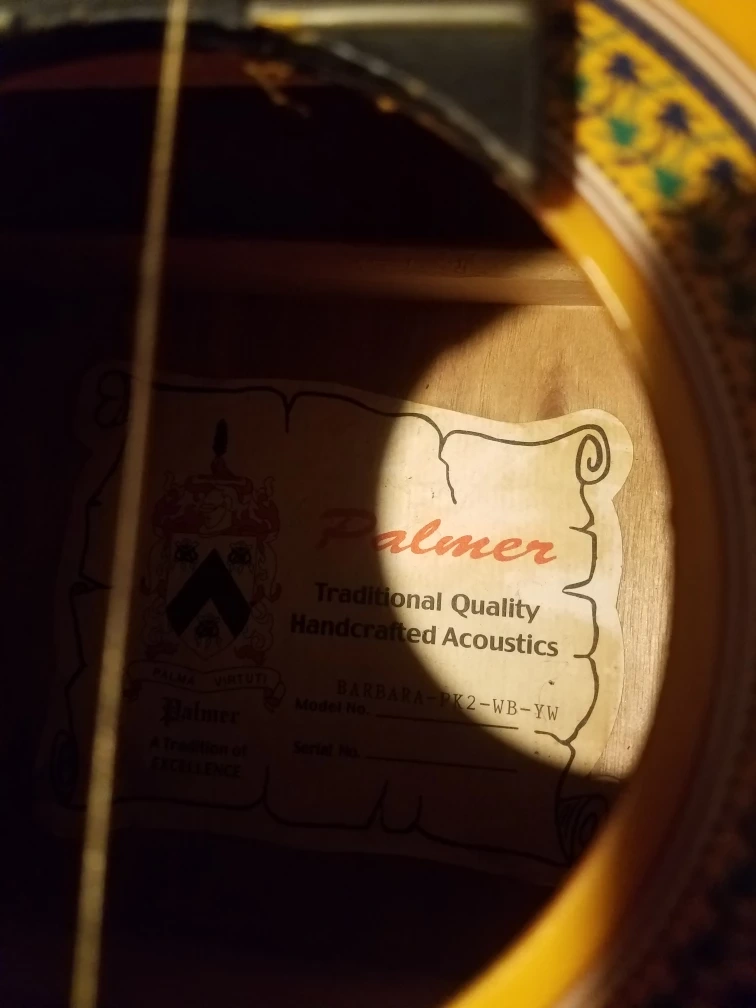 Palmer
Traditional Quality
Handcrafted Acoustics
BARBARA-PK2-WB-YW
Model No.
Serial No.
PALMA VIRTUTI
Palmer
A Tradition of
EXCELLENCE